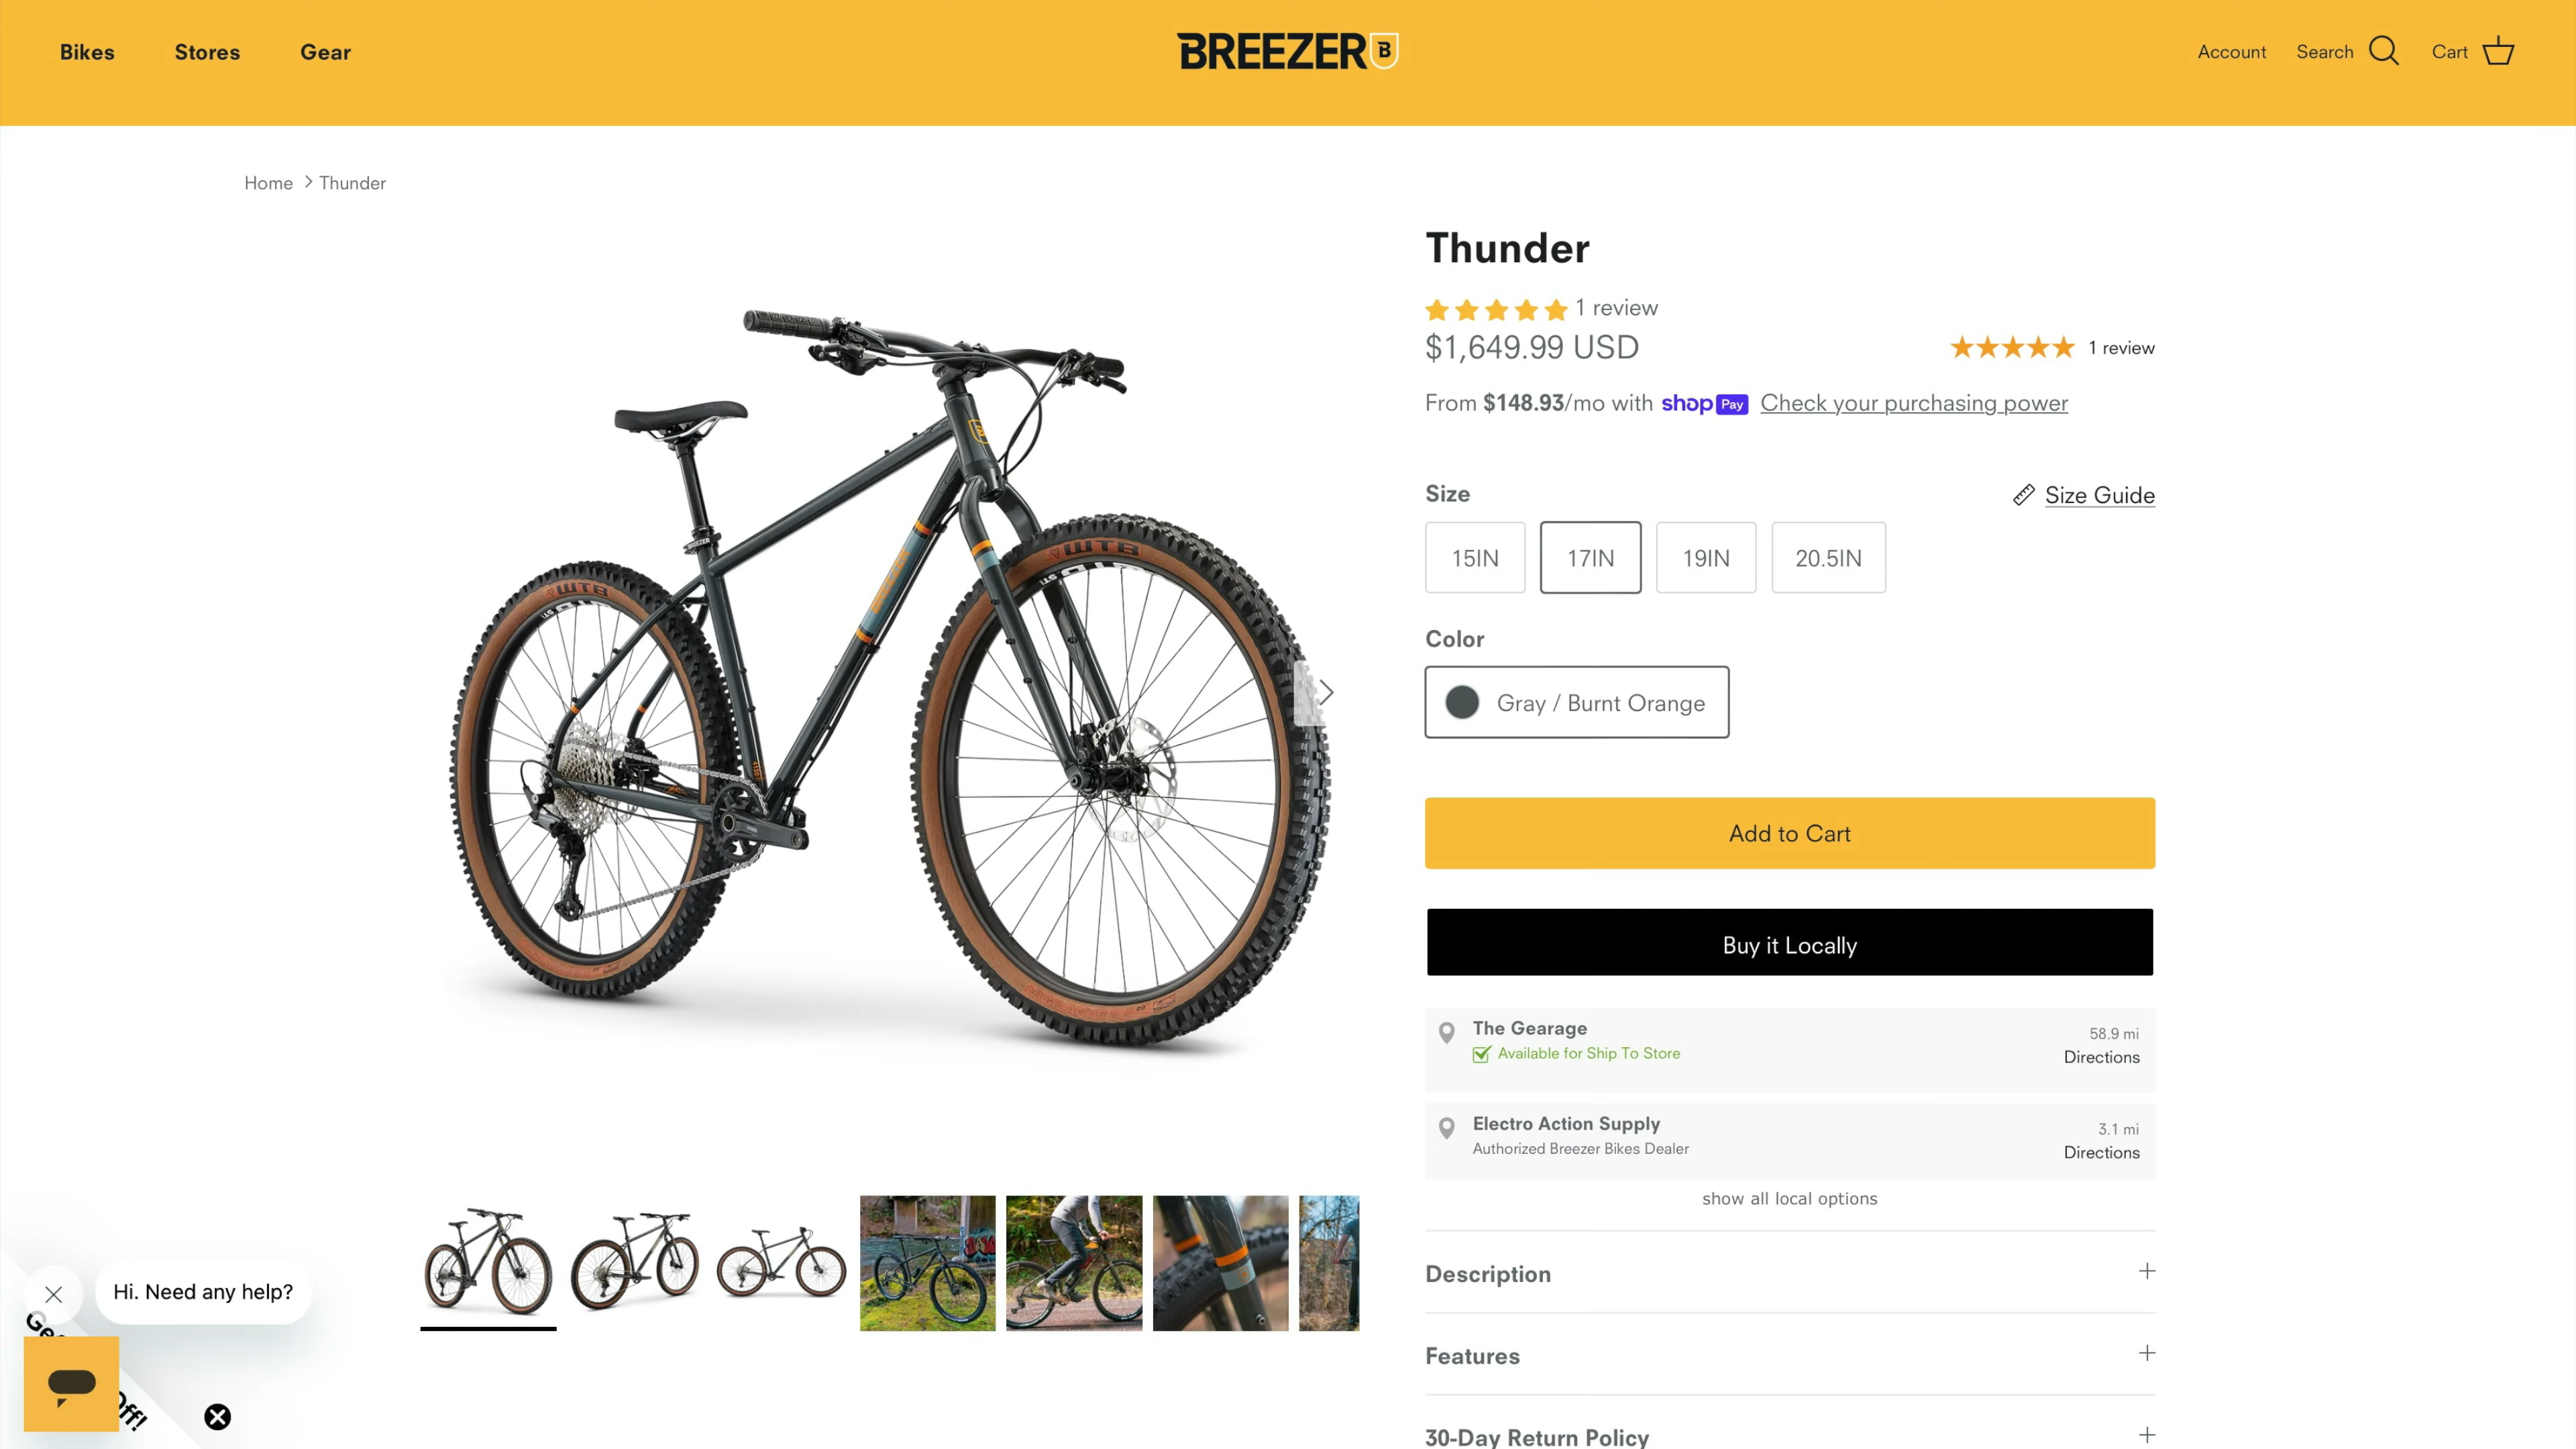 Bikes
Stores
Gear
BREEZER B
Account
Search
Cart
Home > Thunder
Thunder
1 review
$1,649.99 USD
1 review
From $148.93/mo with shop Pay Check your purchasing power
Size
Size Guide
15IN
17IN
19IN
20.5IN
Color
Gray / Burnt Orange
Add to Cart
Buy it Locally
The Gearage
58.9 mi
Available for Ship To Store
Directions
Electro Action Supply
3.1 mi
Authorized Breezer Bikes Dealer
Directions
show all local options
Description
Features
30-Day Return Policy
WTB
WTB
BREEZER
Hi. Need any help?
Off!